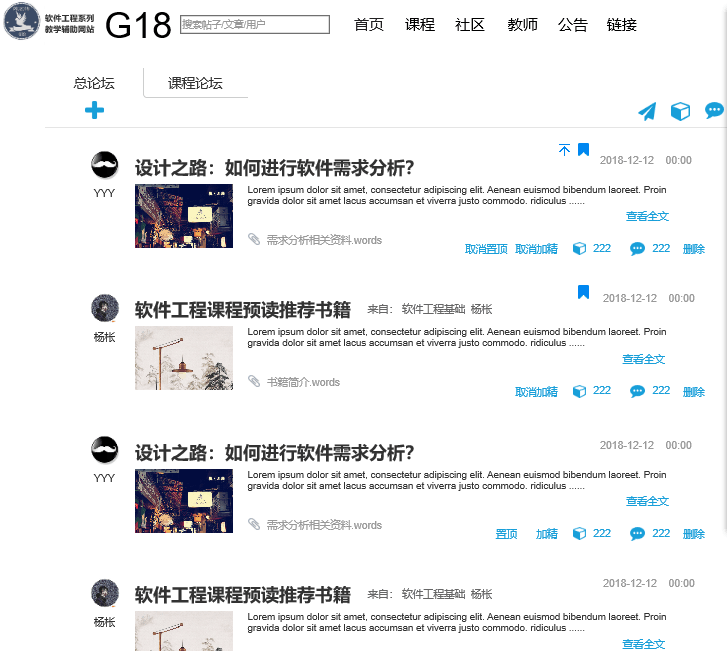 软件工程系列
教学辅助网站
G18
搜索帖子/文章/用户
首页 课程 社区 教师 公告 链接
总论坛 课程论坛
设计之路：如何进行软件需求分析？
2018-12-12 00:00
YYY
Lorem ipsum dolor sit amet, consectetur adipiscing elit. Aenean euismod bibendum laoreet. Proin
gravida dolor sit amet lacus accumsan et viverra justo commodo. ridiculus ......
查看全文
需求分析相关资料.words
取消置顶 取消加精 222 222 删除
软件工程课程预读推荐书籍 来自： 软件工程基础 杨枨
2018-12-12 00:00
杨枨
Lorem ipsum dolor sit amet, consectetur adipiscing elit. Aenean euismod bibendum laoreet. Proin
gravida dolor sit amet lacus accumsan et viverra justo commodo. ridiculus ......
查看全文
书籍简介.words
取消加精 222 222 删除
设计之路：如何进行软件需求分析？
2018-12-12 00:00
YYY
Lorem ipsum dolor sit amet, consectetur adipiscing elit. Aenean euismod bibendum laoreet. Proin
gravida dolor sit amet lacus accumsan et viverra justo commodo. ridiculus ......
查看全文
需求分析相关资料.words
置顶 加精 222 222 删除
软件工程课程预读推荐书籍 来自： 软件工程基础 杨枨
2018-12-12 00:00
杨枨
Lorem ipsum dolor sit amet, consectetur adipiscing elit. Aenean euismod bibendum laoreet. Proin
gravida dolor sit amet lacus accumsan et viverra justo commodo. ridiculus ......
查看全文